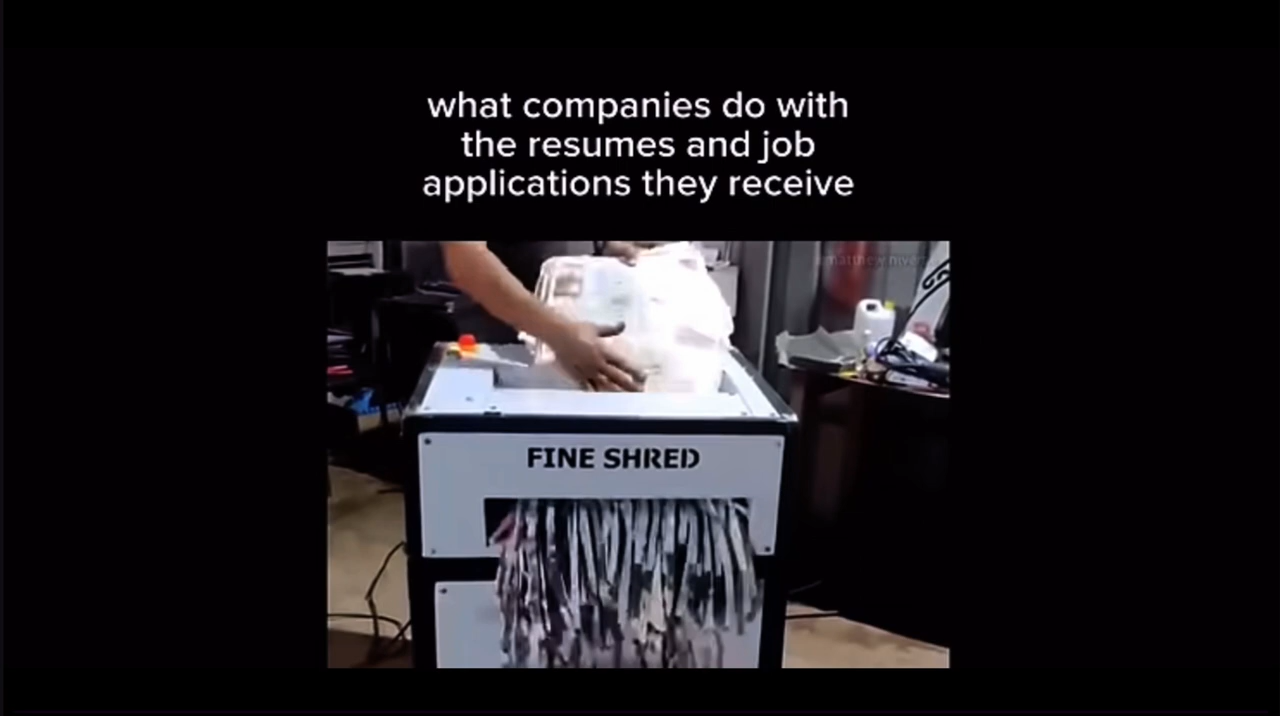 what companies do with
the resumes and job
applications they receive
FINE SHRED